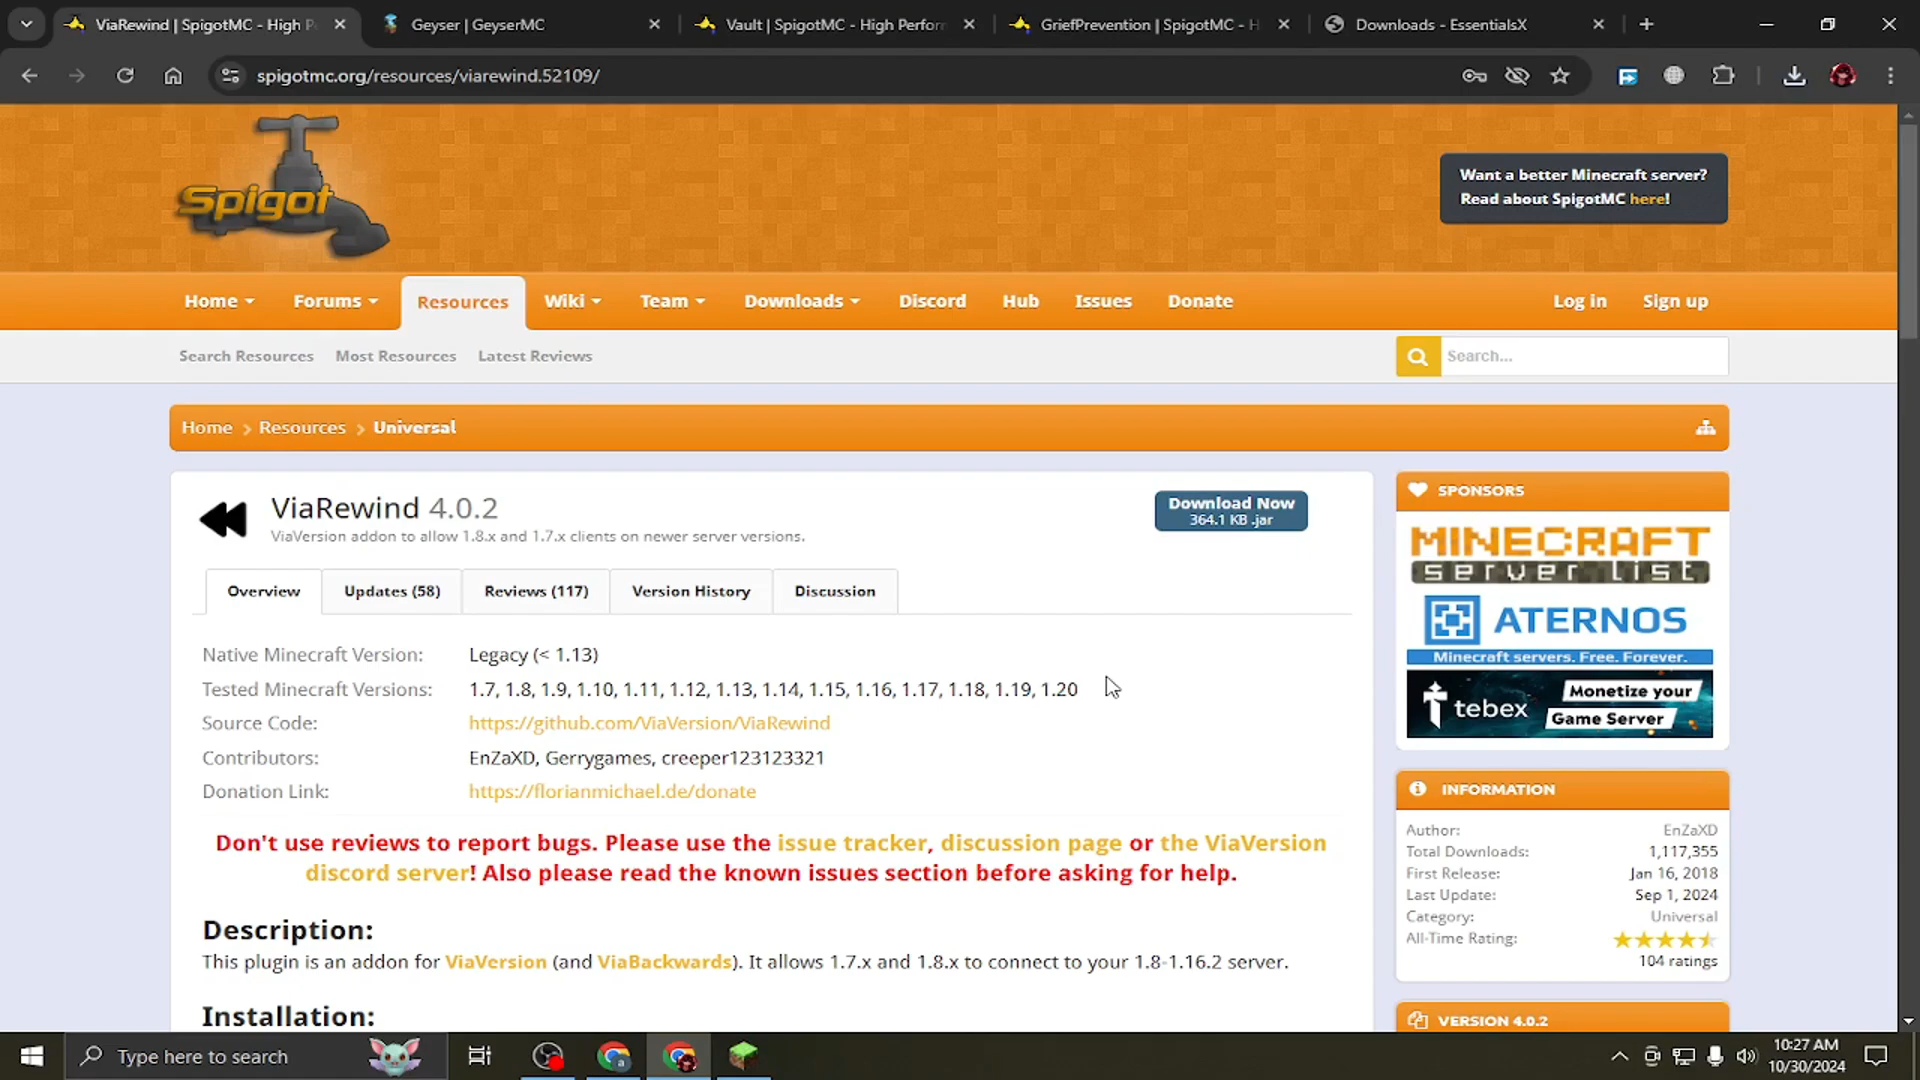 ViaRewind | SpigotMC - High P
Geyser | GeyserMC
Vault | SpigotMC - High Perfor
GriefPrevention | SpigotMC - H
Downloads - EssentialsX
spigotmc.org/resources/viarewind.52109/
Spigot
Want a better Minecraft server?
Read about SpigotMC here!
Home
Forums
Resources
Wiki
Team
Downloads
Discord
Hub
Issues
Donate
Log in
Sign up
Search Resources
Most Resources
Latest Reviews
Search...
Home
Resources
Universal
ViaRewind 4.0.2
ViaVersion addon to allow 1.8.x and 1.7.x clients on newer server versions.
Download Now
364.1 KB .jar
Overview
Updates (58)
Reviews (117)
Version History
Discussion
Native Minecraft Version: Legacy (< 1.13)
Tested Minecraft Versions: 1.7, 1.8, 1.9, 1.10, 1.11, 1.12, 1.13, 1.14, 1.15, 1.16, 1.17, 1.18, 1.19, 1.20
Source Code: https://github.com/ViaVersion/ViaRewind
Contributors: EnZaXD, Gerrygames, creeper123123321
Donation Link: https://florianmichael.de/donate
Don't use reviews to report bugs. Please use the issue tracker, discussion page or the ViaVersion
discord server! Also please read the known issues section before asking for help.
Description:
This plugin is an addon for ViaVersion (and ViaBackwards). It allows 1.7.x and 1.8.x to connect to your 1.8-1.16.2 server.
Installation:
SPONSORS
MINECRAFT
server list
ATERNOS
Minecraft servers. Free. Forever.
tebex
Monetize your
Game Server
INFORMATION
Author: EnZaXD
Total Downloads: 1,117,355
First Release: Jan 16, 2018
Last Update: Sep 1, 2024
Category: Universal
All-Time Rating:
104 ratings
VERSION 4.0.2
Type here to search
10:27 AM
10/30/2024